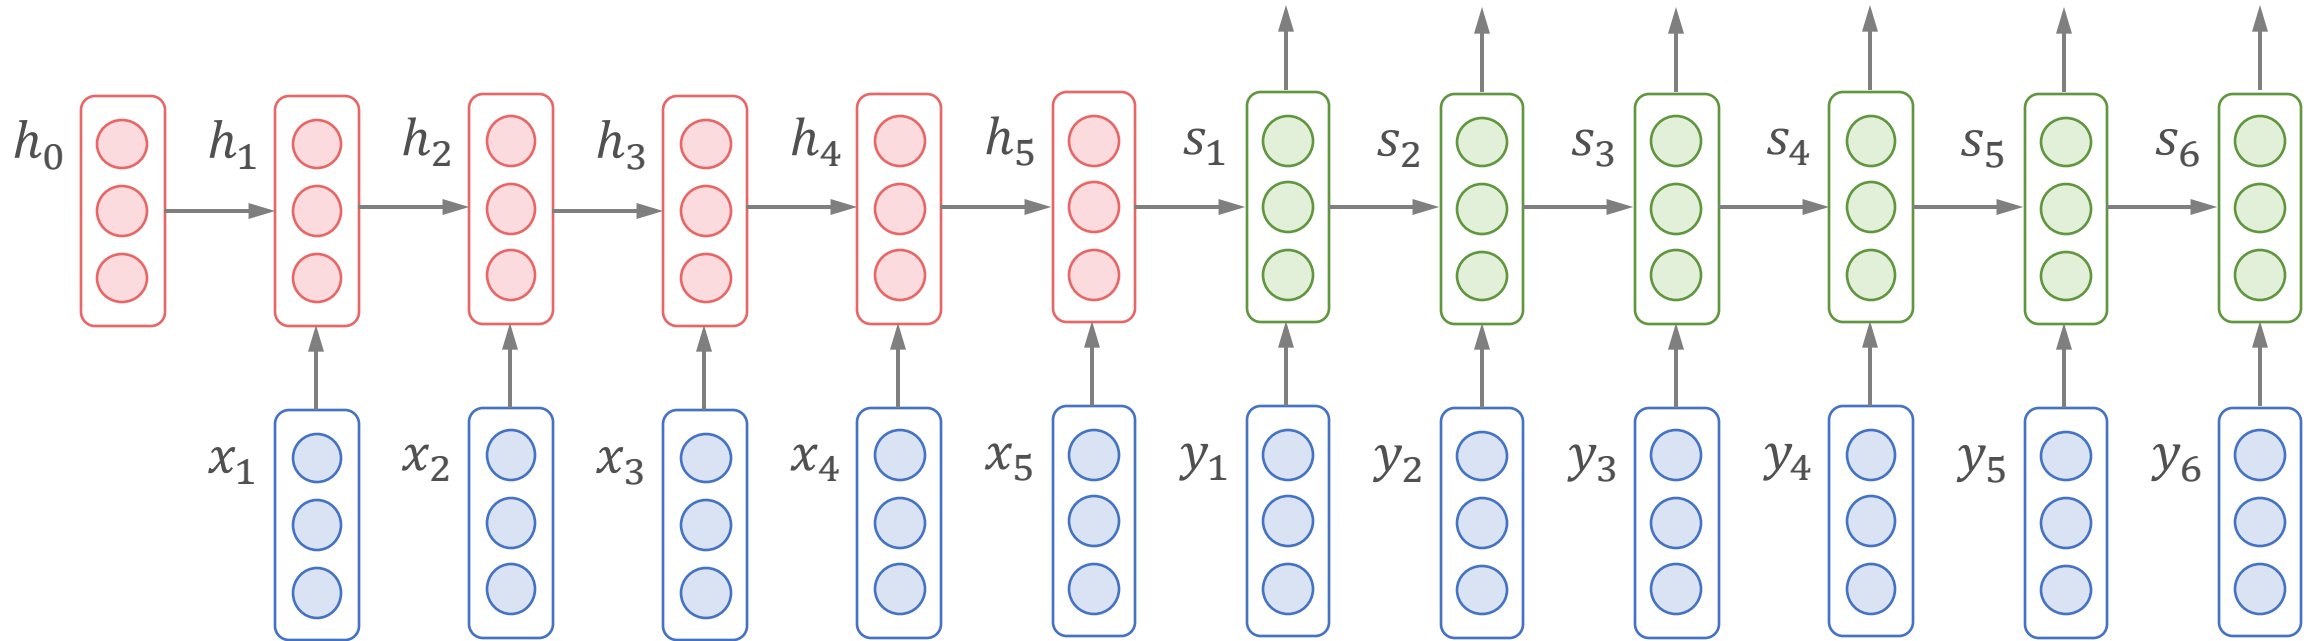 h₀ h₁ h₂ h₃ h₄ h₅ s₁ s₂ s₃ s₄ s₅ s₆
x₁ x₂ x₃ x₄ x₅ y₁ y₂ y₃ y₄ y₅ y₆